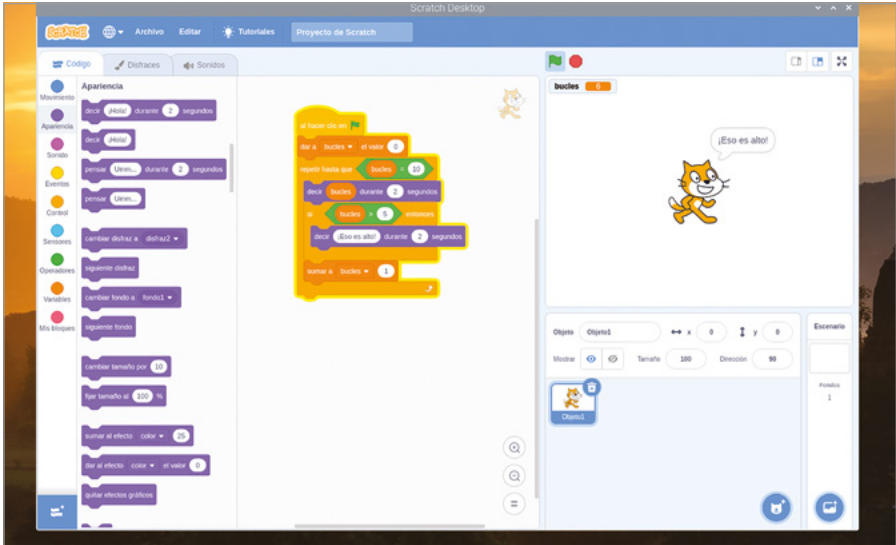 Scratch Desktop
SCRATCH Archivo Editar Tutoriales Proyecto de Scratch
Código Disfraces Sonidos
Movimiento
Apariencia
Sonido
Eventos
Control
Sensores
Operadores
Variables
Mis bloques
Apariencia
decir ¡Hola! durante 2 segundos
decir ¡Hola!
pensar Umm... durante 2 segundos
pensar Umm...
cambiar disfraz a disfraz2
siguiente disfraz
cambiar fondo a fondo1
siguiente fondo
cambiar tamaño por 10
fijar tamaño al 100 %
sumar al efecto color 25
dar al efecto color el valor 0
quitar efectos gráficos
al hacer clic en
dar a bucles el valor 0
repetir hasta que bucles = 10
decir bucles durante 2 segundos
si bucles > 5 entonces
decir ¡Eso es alto! durante 2 segundos
sumar a bucles 1
bucles 6
¡Eso es alto!
Objeto Objeto1 x 0 y 0
Mostrar Tamaño 100 Dirección 90
Objeto1
Escenario
Fondos
1